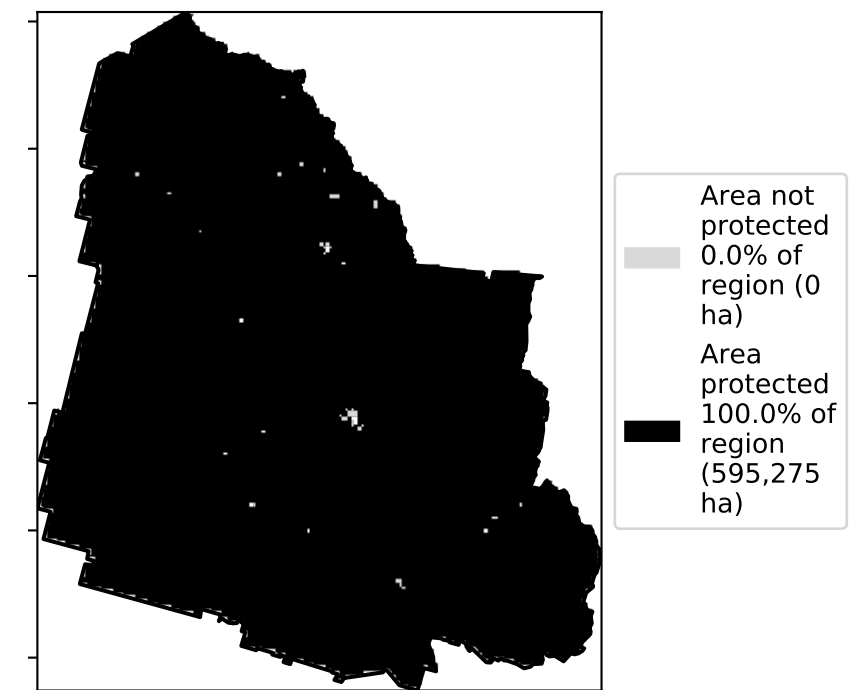 Area not
protected
0.0% of
region (0
ha)
Area
protected
100.0% of
region
(595,275
ha)